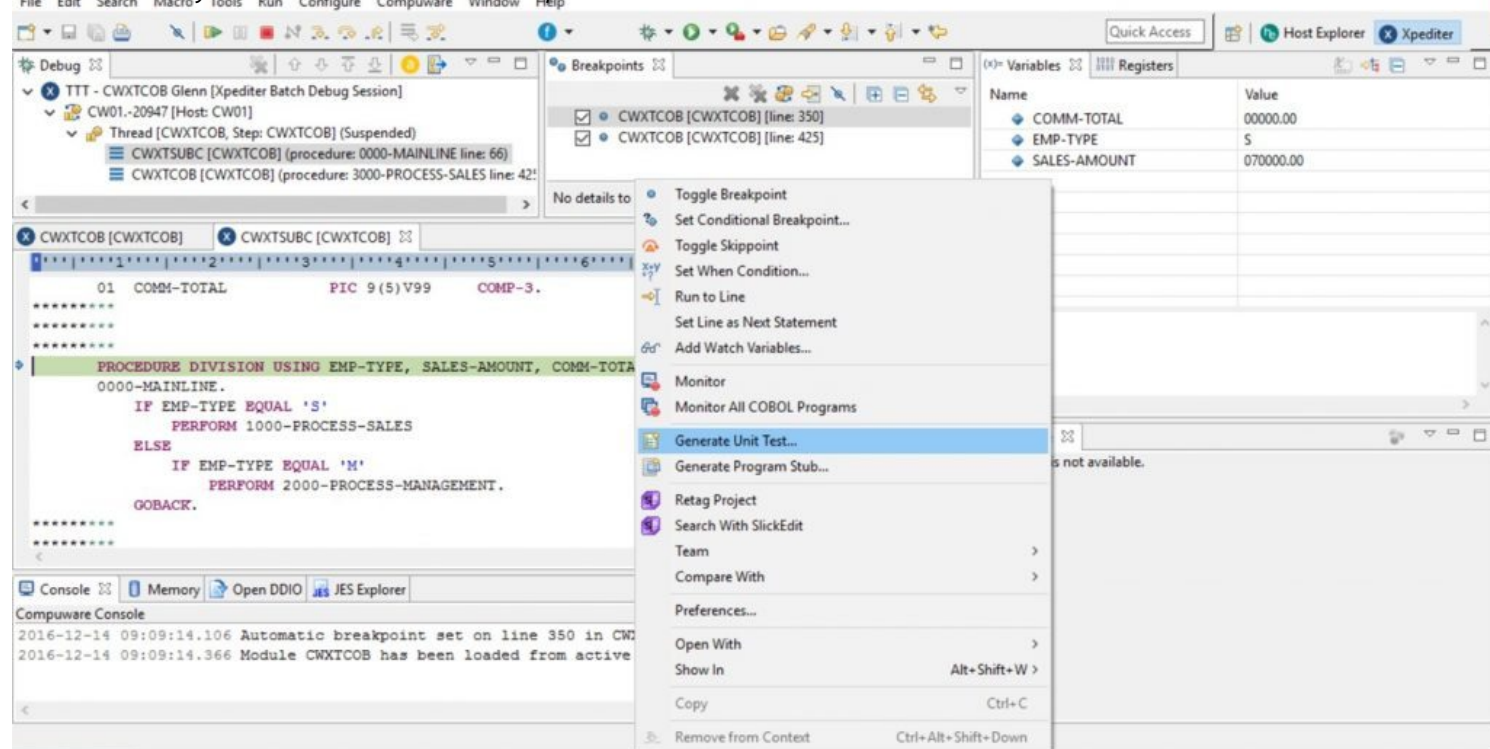 File Edit Search Macro Tools Run Configure Compuware Window Help
Quick Access Host Explorer Xpediter
Debug
TTT - CWXTCOB Glenn [Xpediter Batch Debug Session]
CW01.-20947 [Host: CW01]
Thread [CWXTCOB, Step: CWXTCOB] (Suspended)
CWXTSUBC [CWXTCOB] (procedure: 0000-MAINLINE line: 66)
CWXTCOB [CWXTCOB] (procedure: 3000-PROCESS-SALES line: 425
Breakpoints
CWXTCOB [CWXTCOB] [line: 350]
CWXTCOB [CWXTCOB] [line: 425]
No details to
(x)= Variables 1010 Registers
Name Value
COMM-TOTAL 00000.00
EMP-TYPE S
SALES-AMOUNT 070000.00
CWXTCOB [CWXTCOB] CWXTSUBC [CWXTCOB]
----|----1----|----2----|----3----|----4----|----5----|----6----|
01 COMM-TOTAL PIC 9(5)V99 COMP-3.
*********
*********
*********
PROCEDURE DIVISION USING EMP-TYPE, SALES-AMOUNT, COMM-TOTA
0000-MAINLINE.
IF EMP-TYPE EQUAL 'S'
PERFORM 1000-PROCESS-SALES
ELSE
IF EMP-TYPE EQUAL 'M'
PERFORM 2000-PROCESS-MANAGEMENT.
GOBACK.
*********
*********
Toggle Breakpoint
Set Conditional Breakpoint...
Toggle Skippoint
Set When Condition...
Run to Line
Set Line as Next Statement
Add Watch Variables...
Monitor
Monitor All COBOL Programs
Generate Unit Test...
Generate Program Stub...
Retag Project
Search With SlickEdit
Team
Compare With
Preferences...
Open With
Show In Alt+Shift+W
Copy Ctrl+C
Remove from Context Ctrl+Alt+Shift+Down
is not available.
Console Memory Open DDIO JES Explorer
Compuware Console
2016-12-14 09:09:14.106 Automatic breakpoint set on line 350 in CWX
2016-12-14 09:09:14.366 Module CWXTCOB has been loaded from active